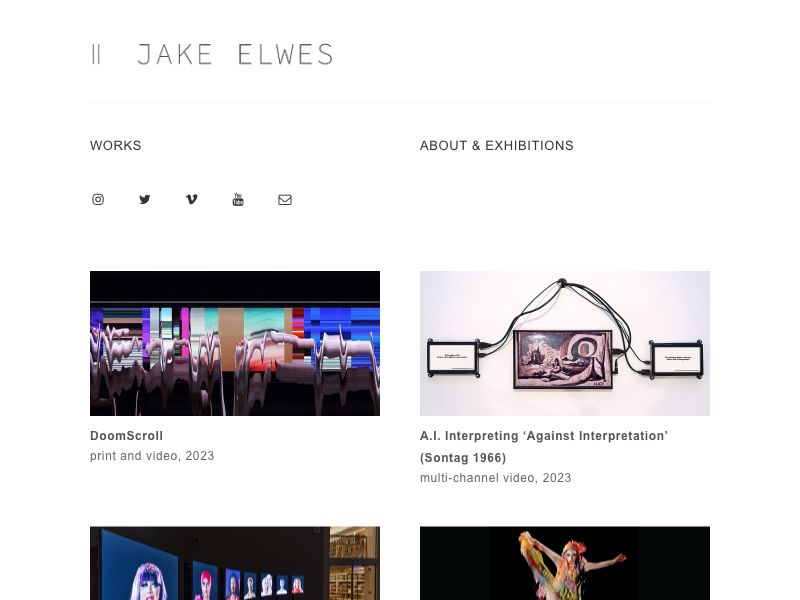 JAKE ELWES
WORKS
ABOUT & EXHIBITIONS
DoomScroll
print and video, 2023
A.I. Interpreting ‘Against Interpretation’
(Sontag 1966)
multi-channel video, 2023